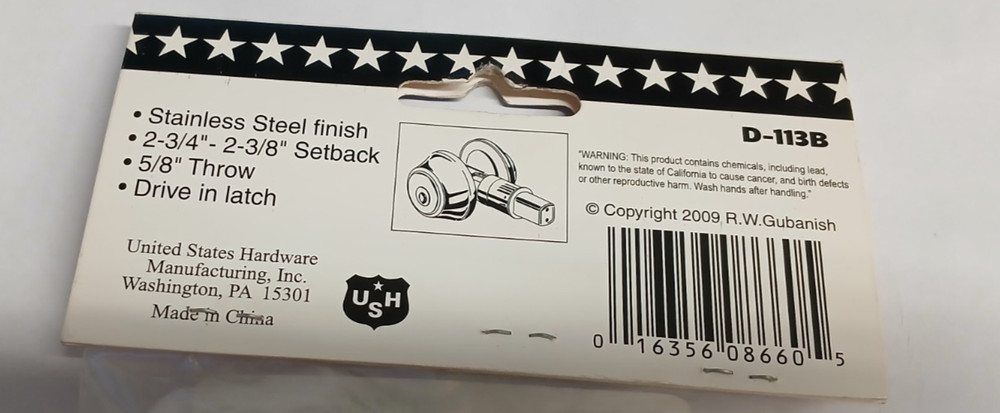 • Stainless Steel finish
• 2-3/4"- 2-3/8" Setback
• 5/8" Throw
• Drive in latch
United States Hardware
Manufacturing, Inc.
Washington, PA 15301
Made in China
USH
D-113B
"WARNING: This product contains chemicals, including lead,
known to the state of California to cause cancer, and birth defects
or other reproductive harm. Wash hands after handling."
© Copyright 2009 R.W.Gubanish
0 16356 08660 5